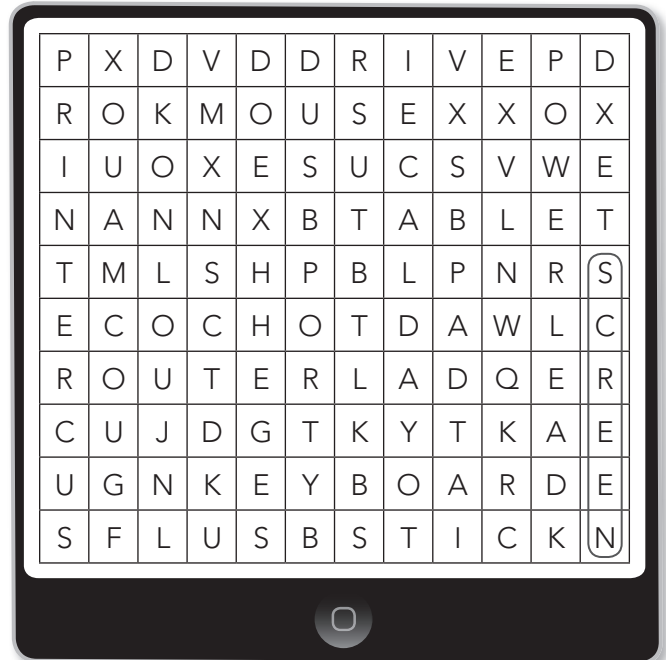 P X D V D D R I V E P D
R O K M O U S E X X O X
I U O X E S U C S V W E
N A N N X B T A B L E T
T M L S H P B L P N R S
E C O C H O T D A W L C
R O U T E R L A D Q E R
C U J D G T K Y T K A E
U G N K E Y B O A R D E
S F L U S B S T I C K N